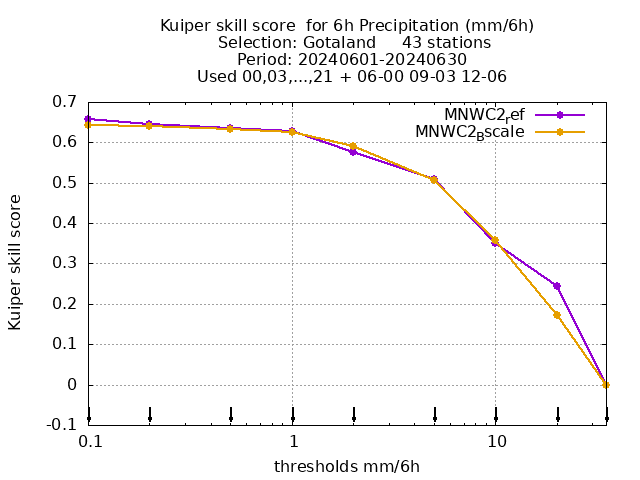 Kuiper skill score  for 6h Precipitation (mm/6h)
Selection: Gotaland     43 stations
Period: 20240601-20240630
Used 00,03,...,21 + 06-00 09-03 12-06
MNWC2ref
MNWC2Bscale
0.7
0.6
0.5
0.4
0.3
0.2
0.1
0
-0.1
Kuiper skill score
0.1 1 10
thresholds mm/6h